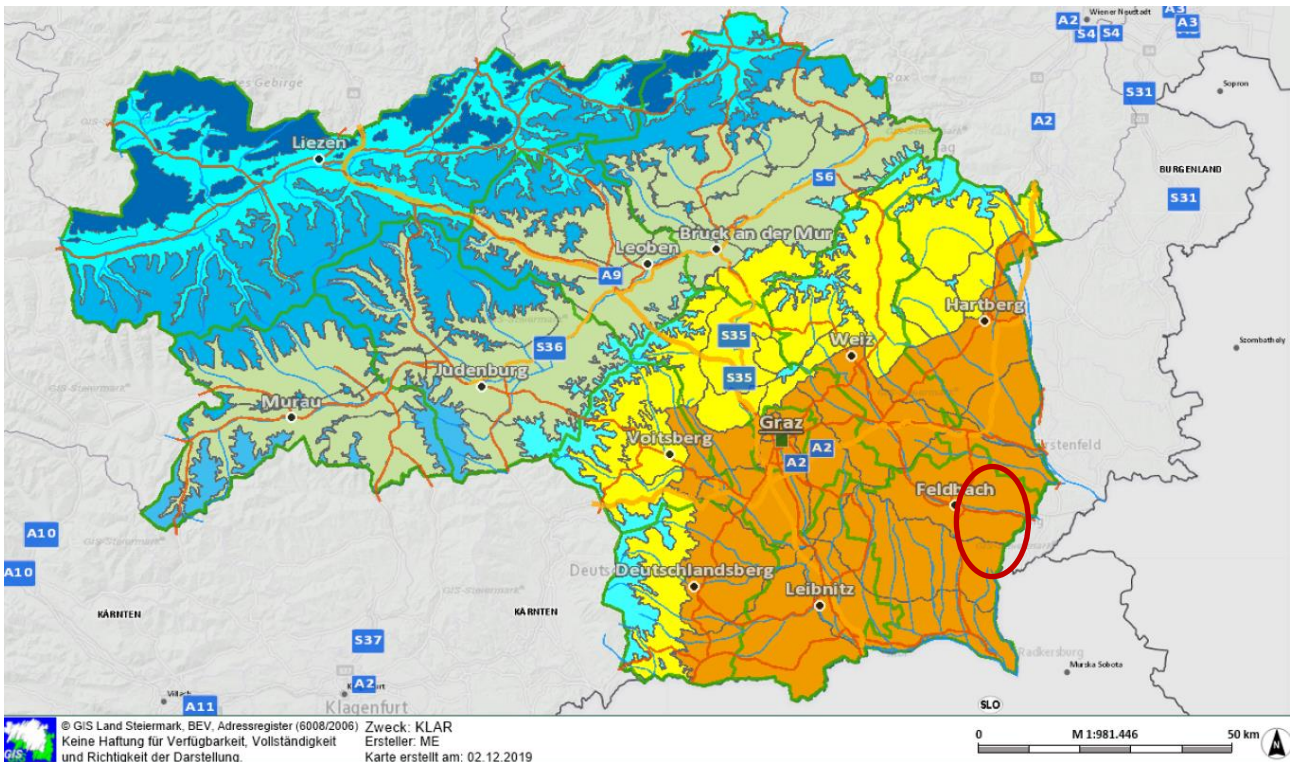 A3
A2
Wiener Neustadt
A3
S4
S4
Rax
Sopron
S31
A2
Liezen
BURGENLAND
S6
S31
Bruck an der Mur
Leoben
A9
Hartberg
S35
S36
Weiz
Szombathely
Judenburg
S35
Murau
Graz
Voitsberg
A2
A2
Feldbach
A10
A10
Deutschlandsberg
Leibnitz
KÄRNTEN
KÄRNTEN
S37
Radkersburg
Murska Sobota
A2
Villach
A11
Klagenfurt
SLO
© GIS Land Steiermark, BEV, Adressregister (6008/2006)
Keine Haftung für Verfügbarkeit, Vollständigkeit
und Richtigkeit der Darstellung.
Zweck: KLAR
Ersteller: ME
Karte erstellt am: 02.12.2019
0 M 1:981.446 50 km
N
GIS